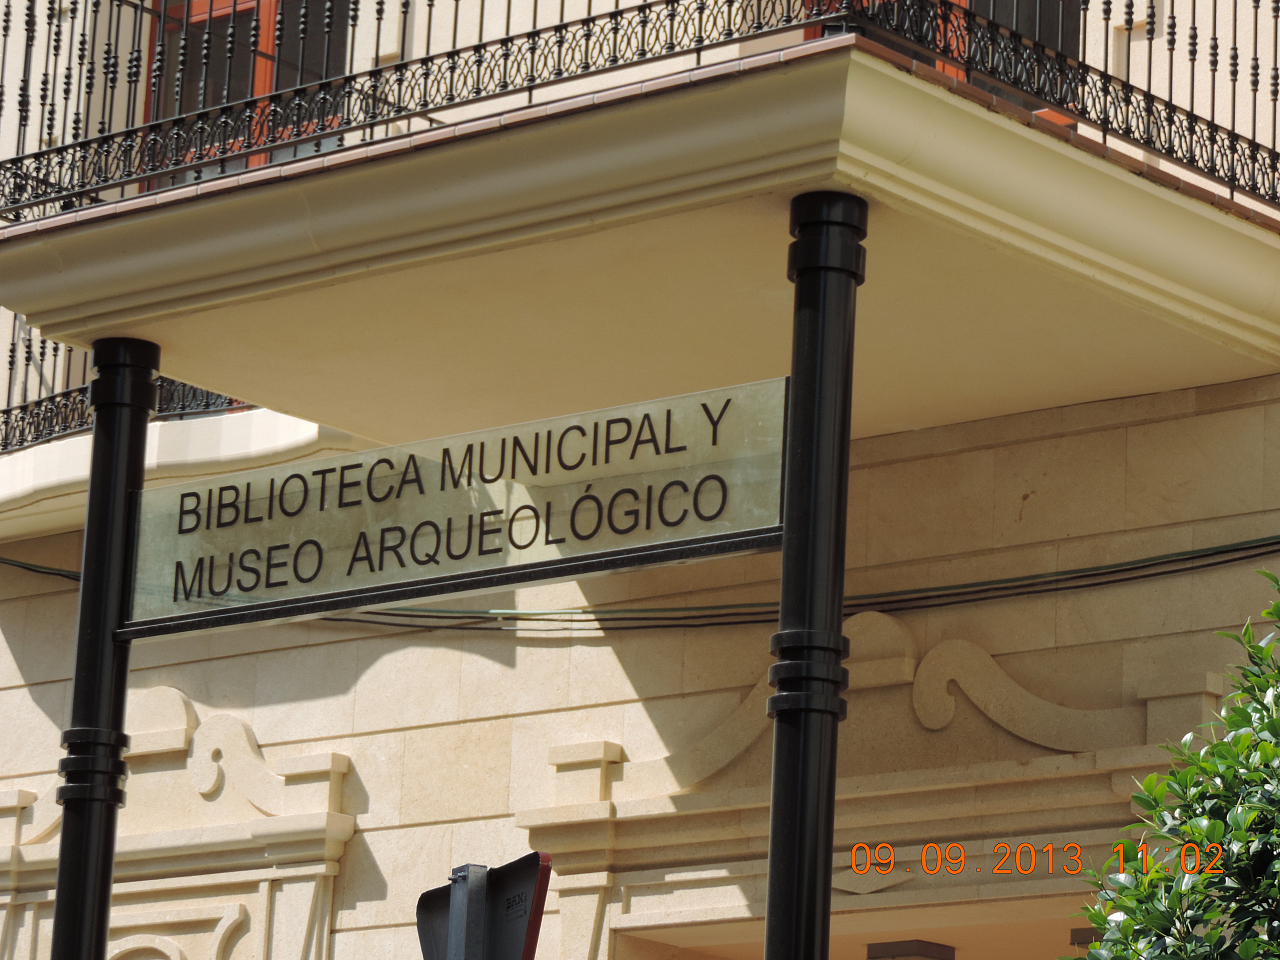 BIBLIOTECA MUNICIPAL Y
MUSEO ARQUEOLÓGICO
09.09.2013 11:02